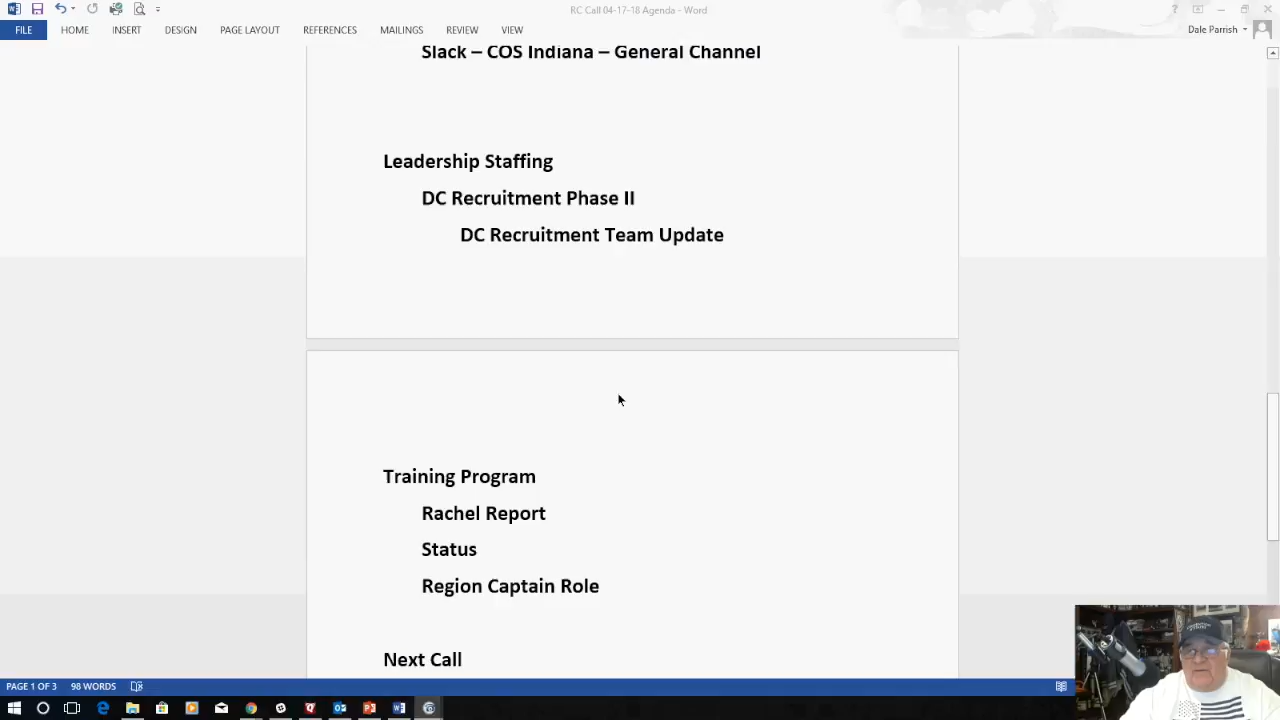 RC Call 04-17-18 Agenda - Word
?
FILE
HOME
INSERT
DESIGN
PAGE LAYOUT
REFERENCES
MAILINGS
REVIEW
VIEW
Dale Parrish
Slack – COS Indiana – General Channel
Leadership Staffing
DC Recruitment Phase II
DC Recruitment Team Update
Training Program
Rachel Report
Status
Region Captain Role
Next Call
PAGE 1 OF 3
98 WORDS